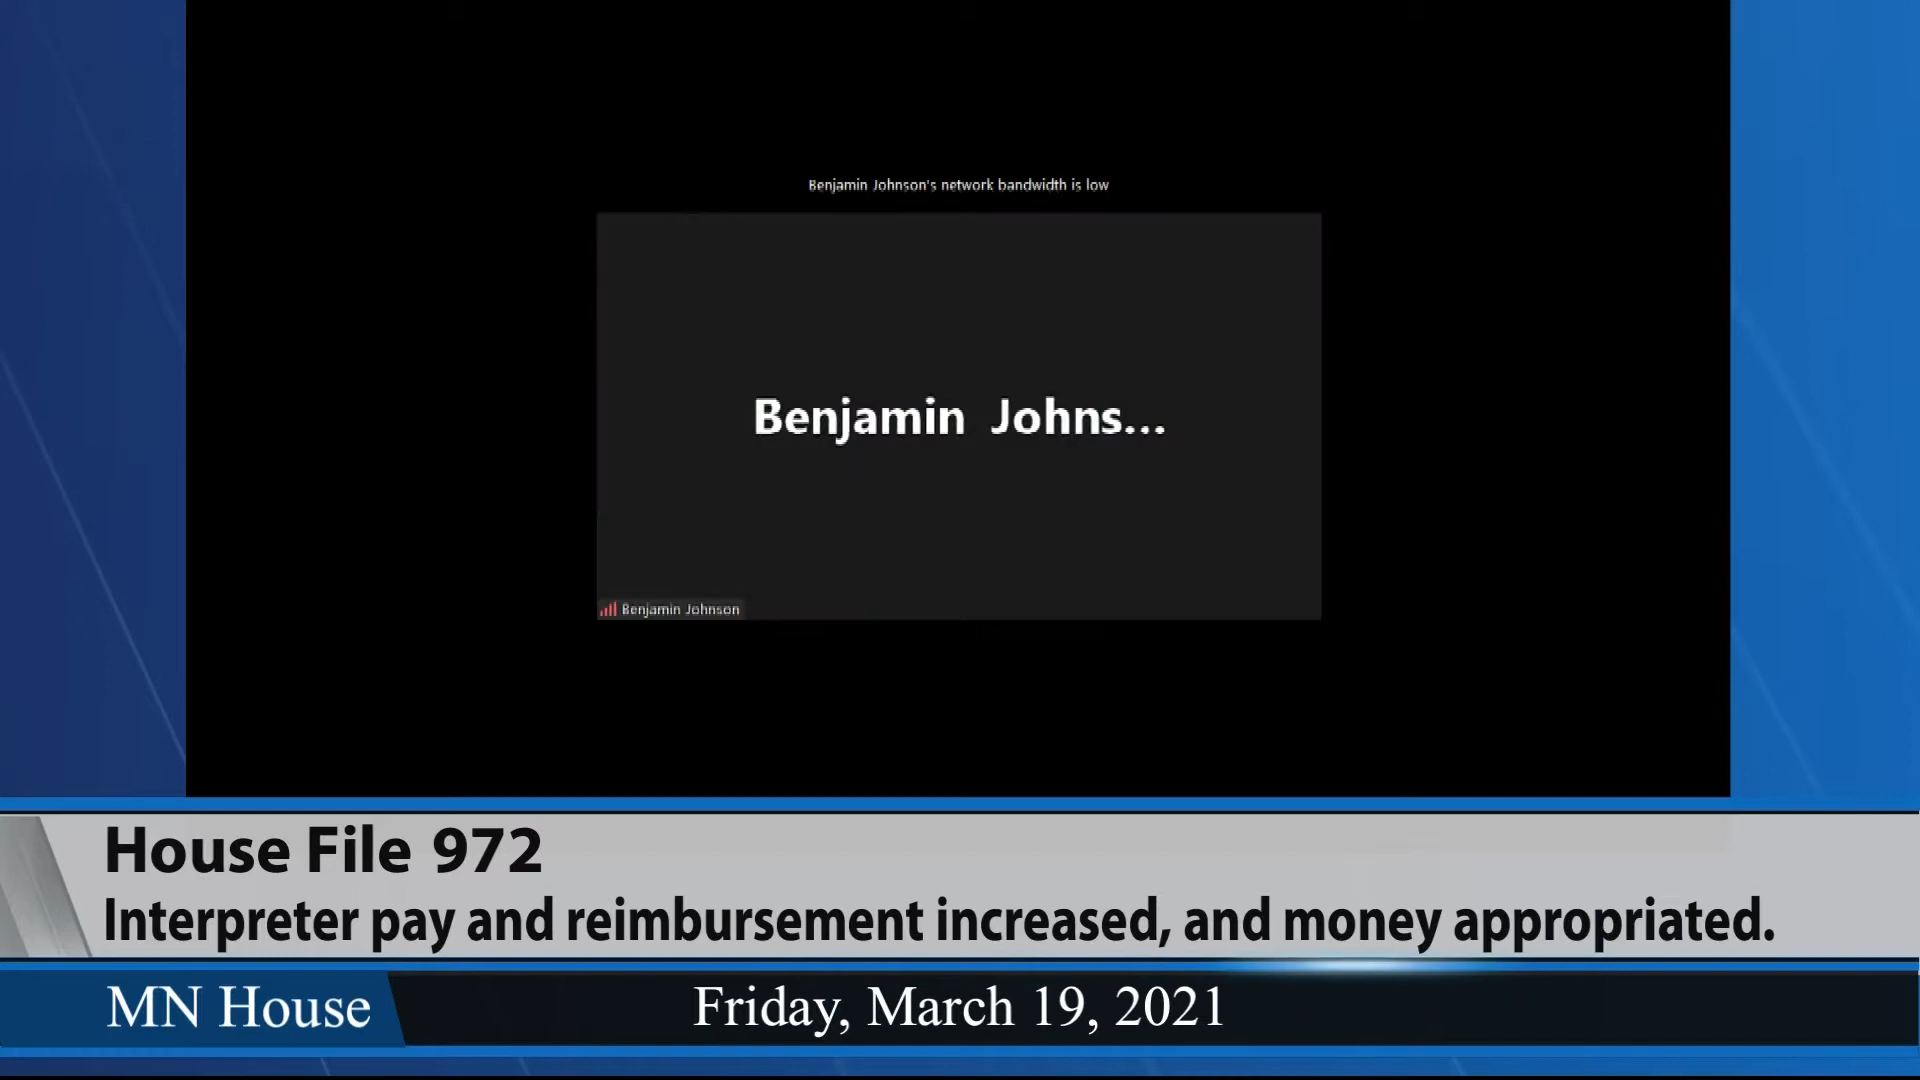 Benjamin Johnson's network bandwidth is low
Benjamin Johns...
Benjamin Johnson
House File 972
Interpreter pay and reimbursement increased, and money appropriated.
MN House
Friday, March 19, 2021